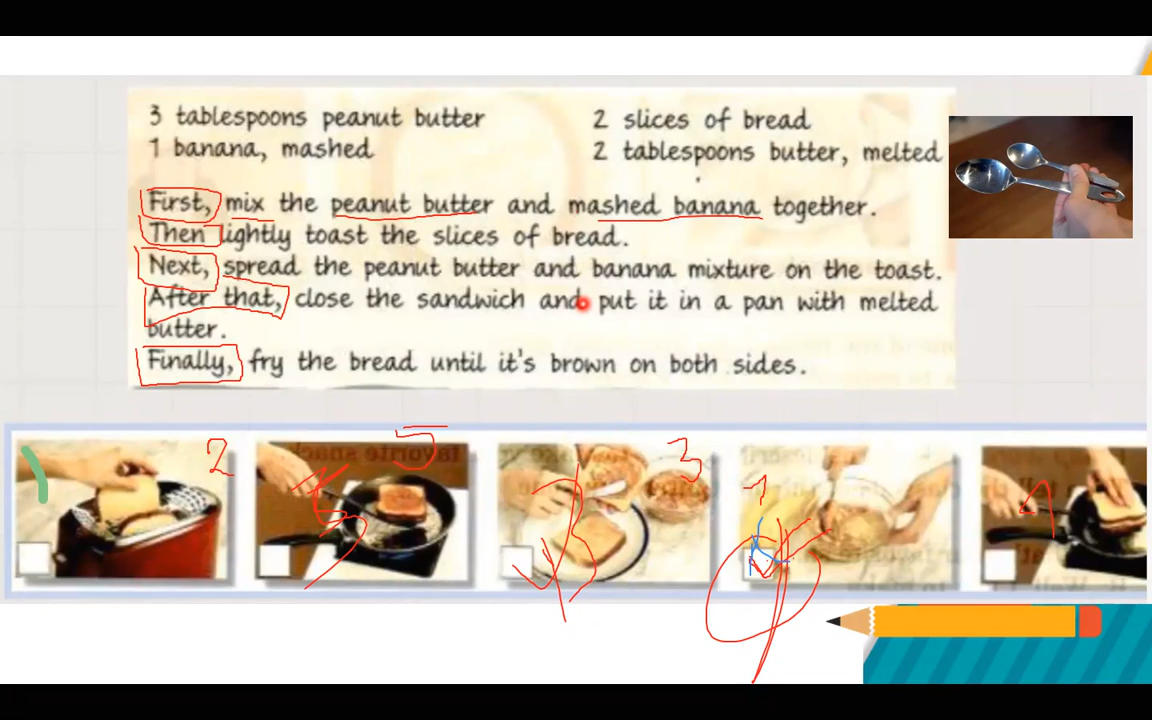 3 tablespoons peanut butter
2 slices of bread
1 banana, mashed
2 tablespoons butter, melted
First, mix the peanut butter and mashed banana together.
Then lightly toast the slices of bread.
Next, spread the peanut butter and banana mixture on the toast.
After that, close the sandwich and put it in a pan with melted
butter.
Finally, fry the bread until it's brown on both sides.
2
5
3
1
4